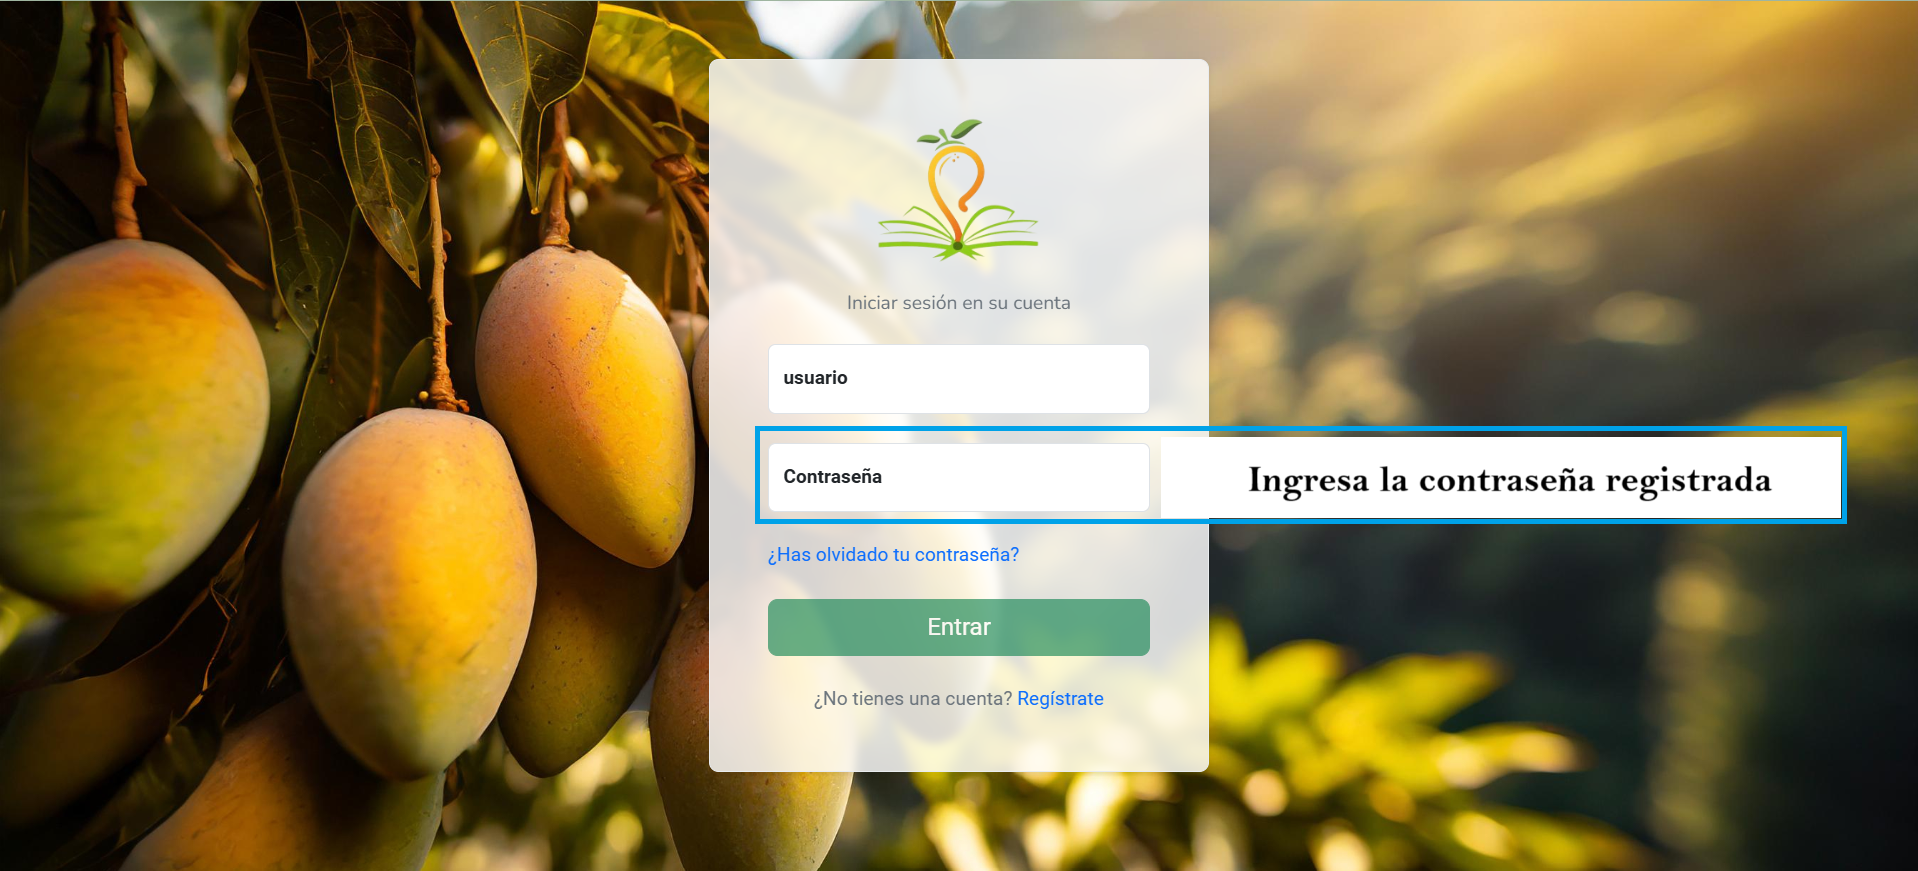 Iniciar sesión en su cuenta
usuario
Contraseña
Ingresa la contraseña registrada
¿Has olvidado tu contraseña?
Entrar
¿No tienes una cuenta? Regístrate